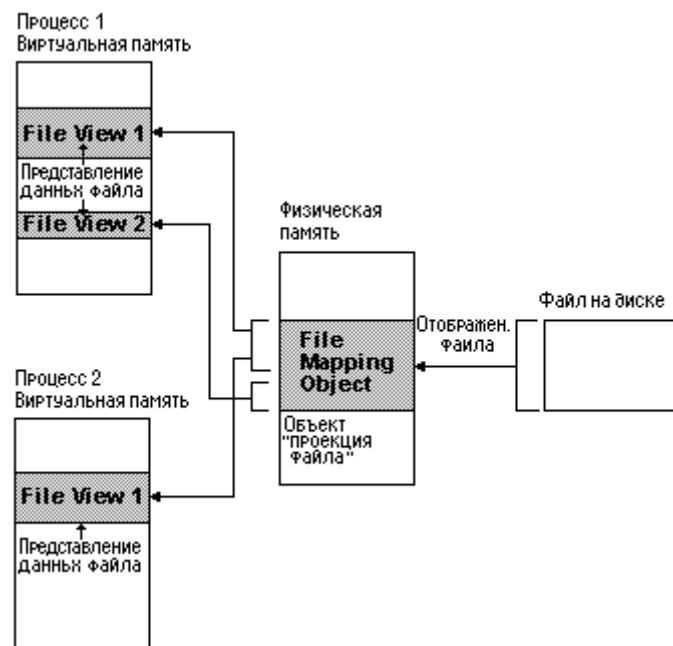 Процесс 1
Виртуальная память
File View 1
Представление
данных файла
File View 2
Физическая
память
File
Mapping
Object
Объект
"проекция
файла"
Отображен.
файла
Файл на диске
Процесс 2
Виртуальная память
File View 1
Представление
данных файла